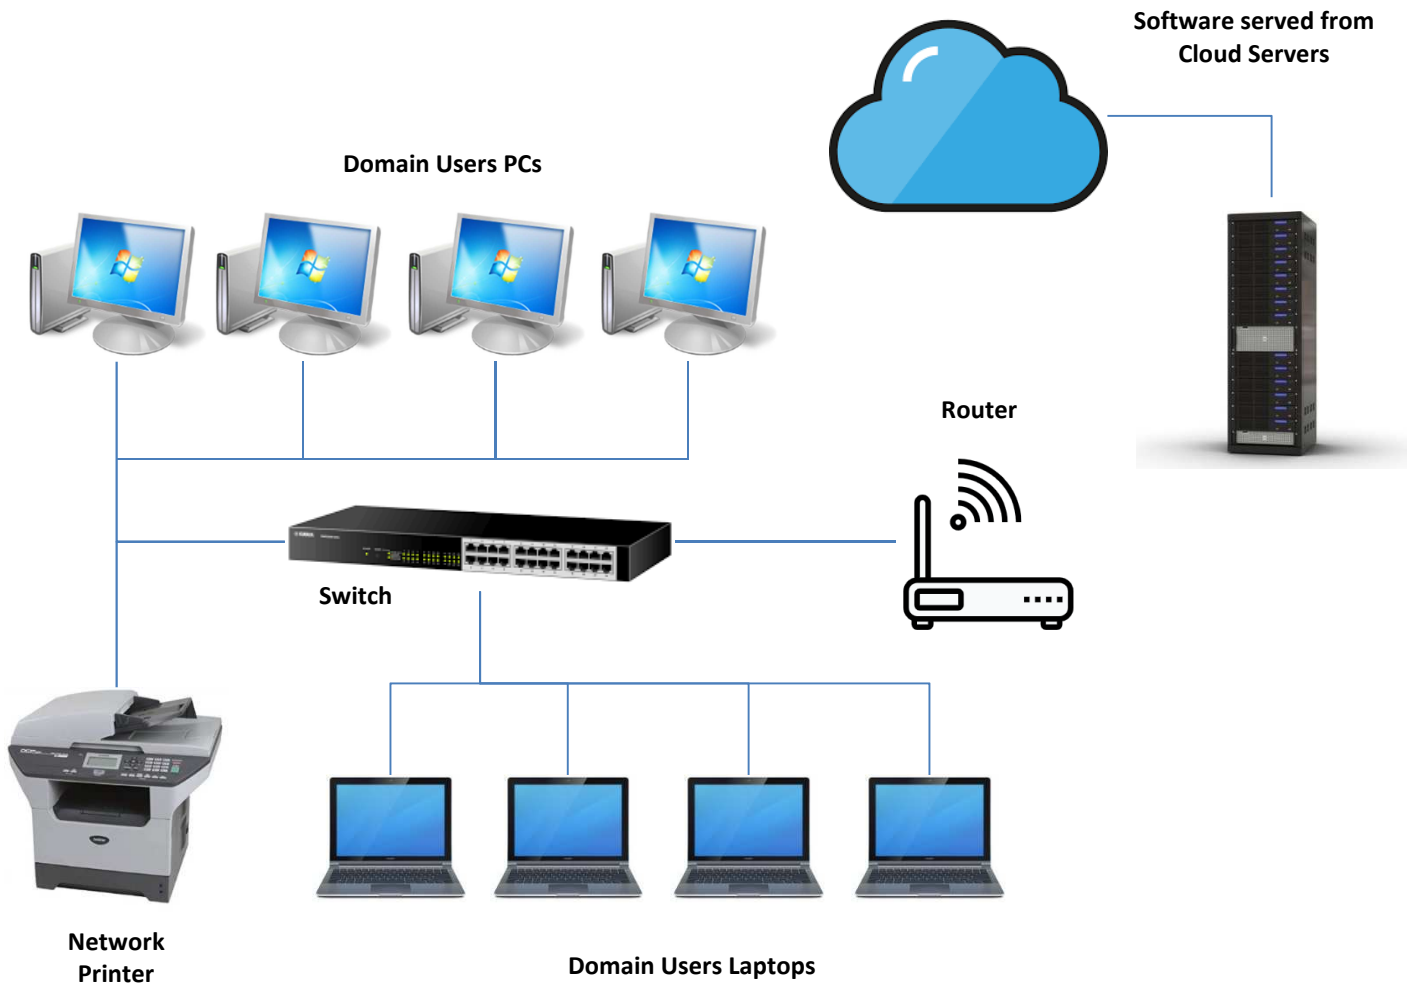 Software served from
Cloud Servers
Domain Users PCs
Router
Switch
Network
Printer
Domain Users Laptops